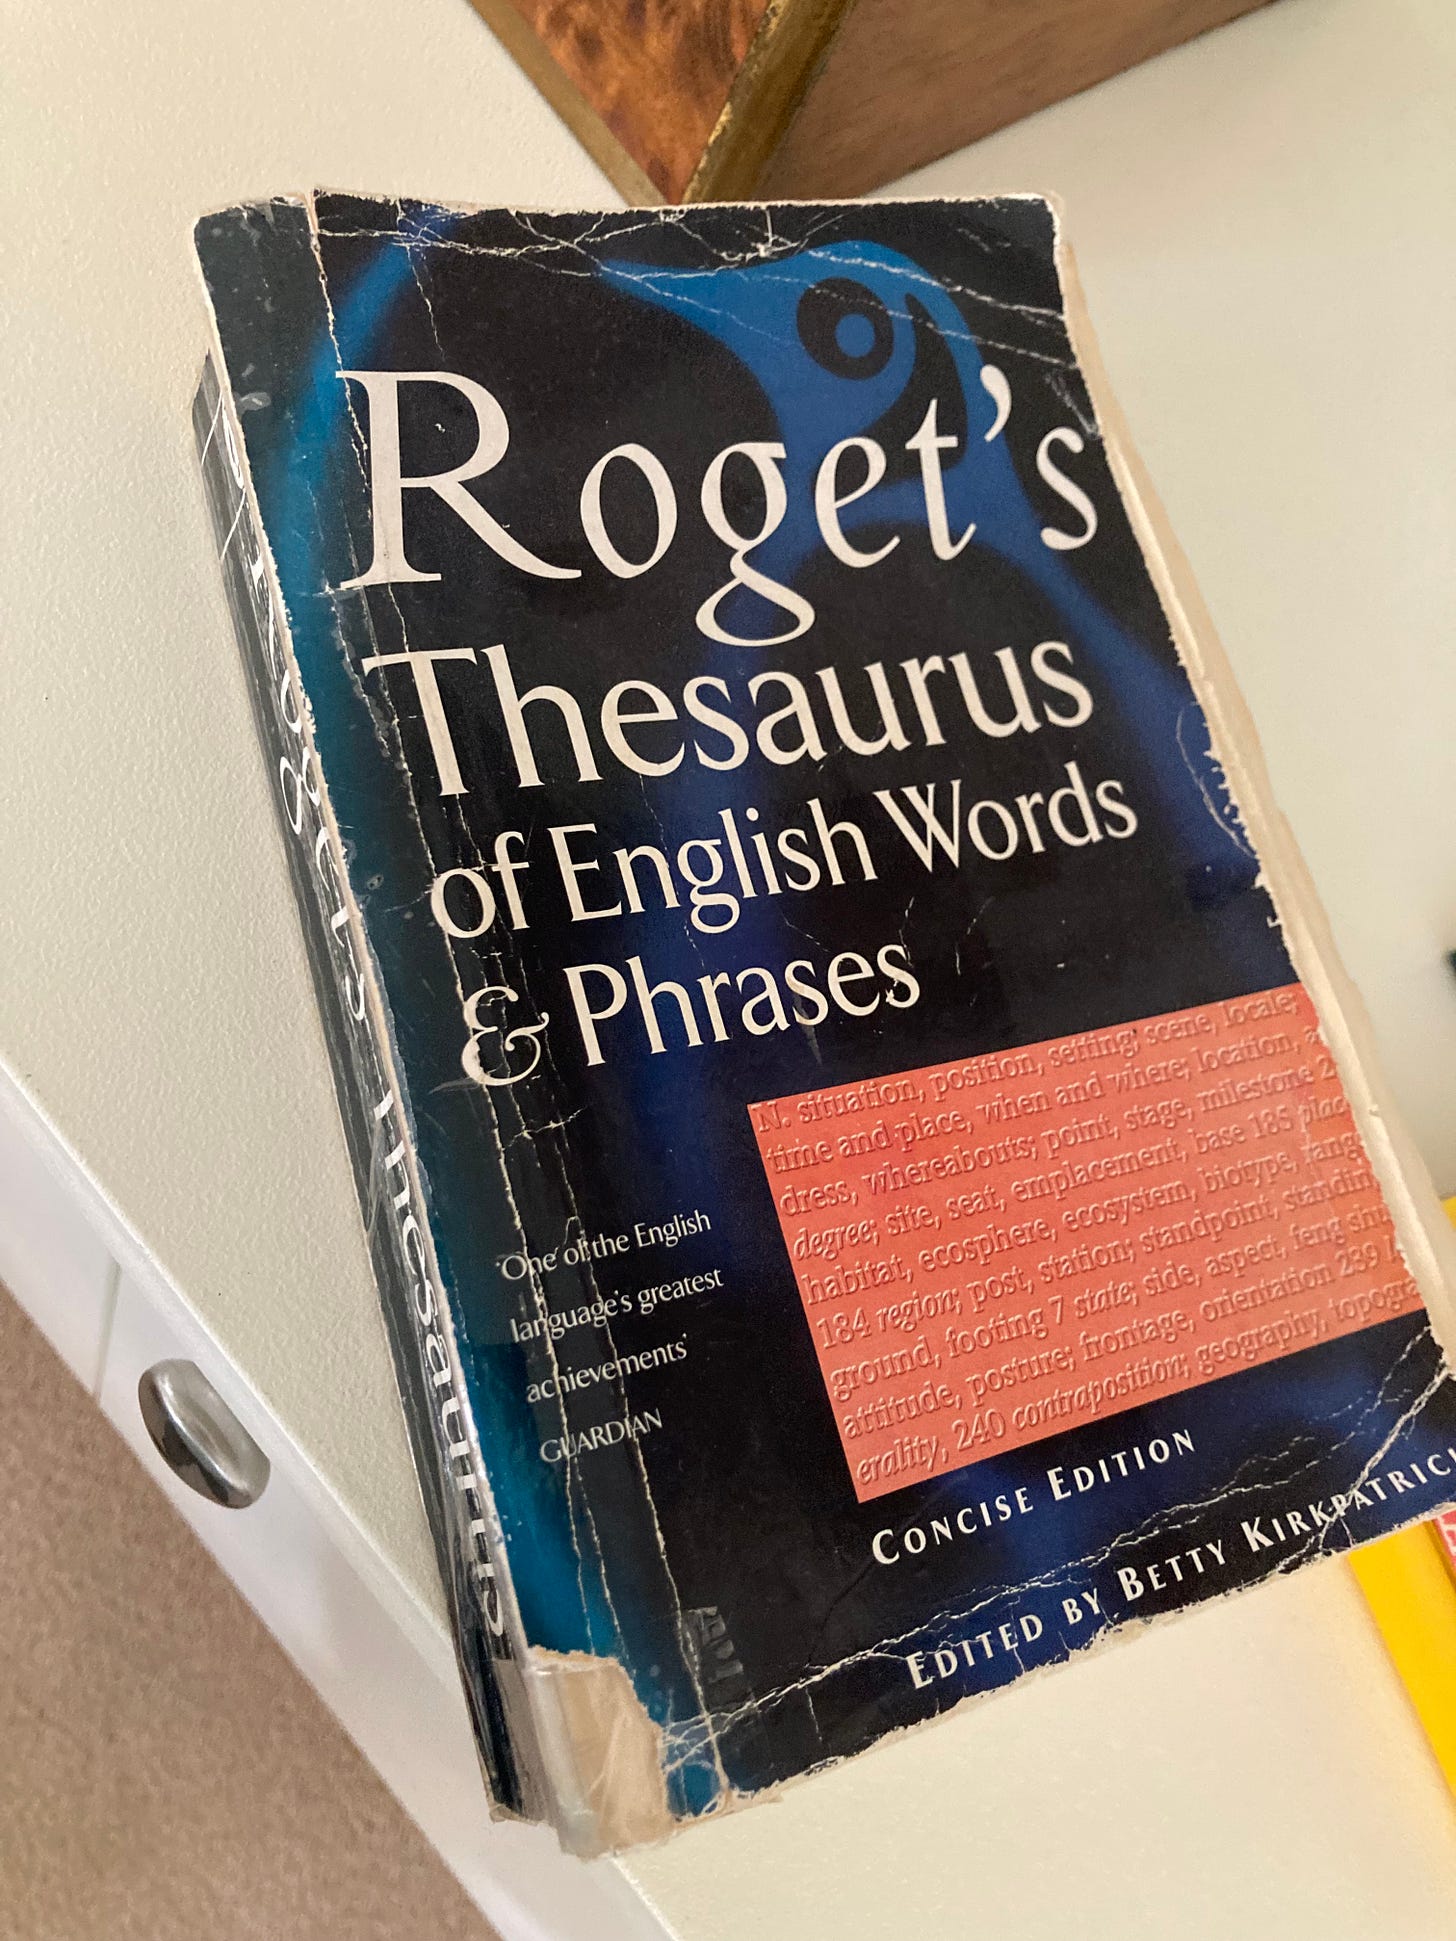 Roget's
Thesaurus
of English Words
& Phrases
'One of the English
language's greatest
achievements'
GUARDIAN
N. situation, position, setting; scene, locale;
time and place, when and where; location,
dress, whereabouts; point, stage, milestone
degree; site, seat, emplacement, base 185
habitat, ecosphere, ecosystem, biotype,
184 region; post, station; standpoint,
ground, footing 7 state; side, aspect, feng
attitude, posture; frontage, orientation 239
erality, 240 contraposition; geography,
CONCISE EDITION
EDITED BY BETTY KIRKPATRICK
Roget's Thesaurus